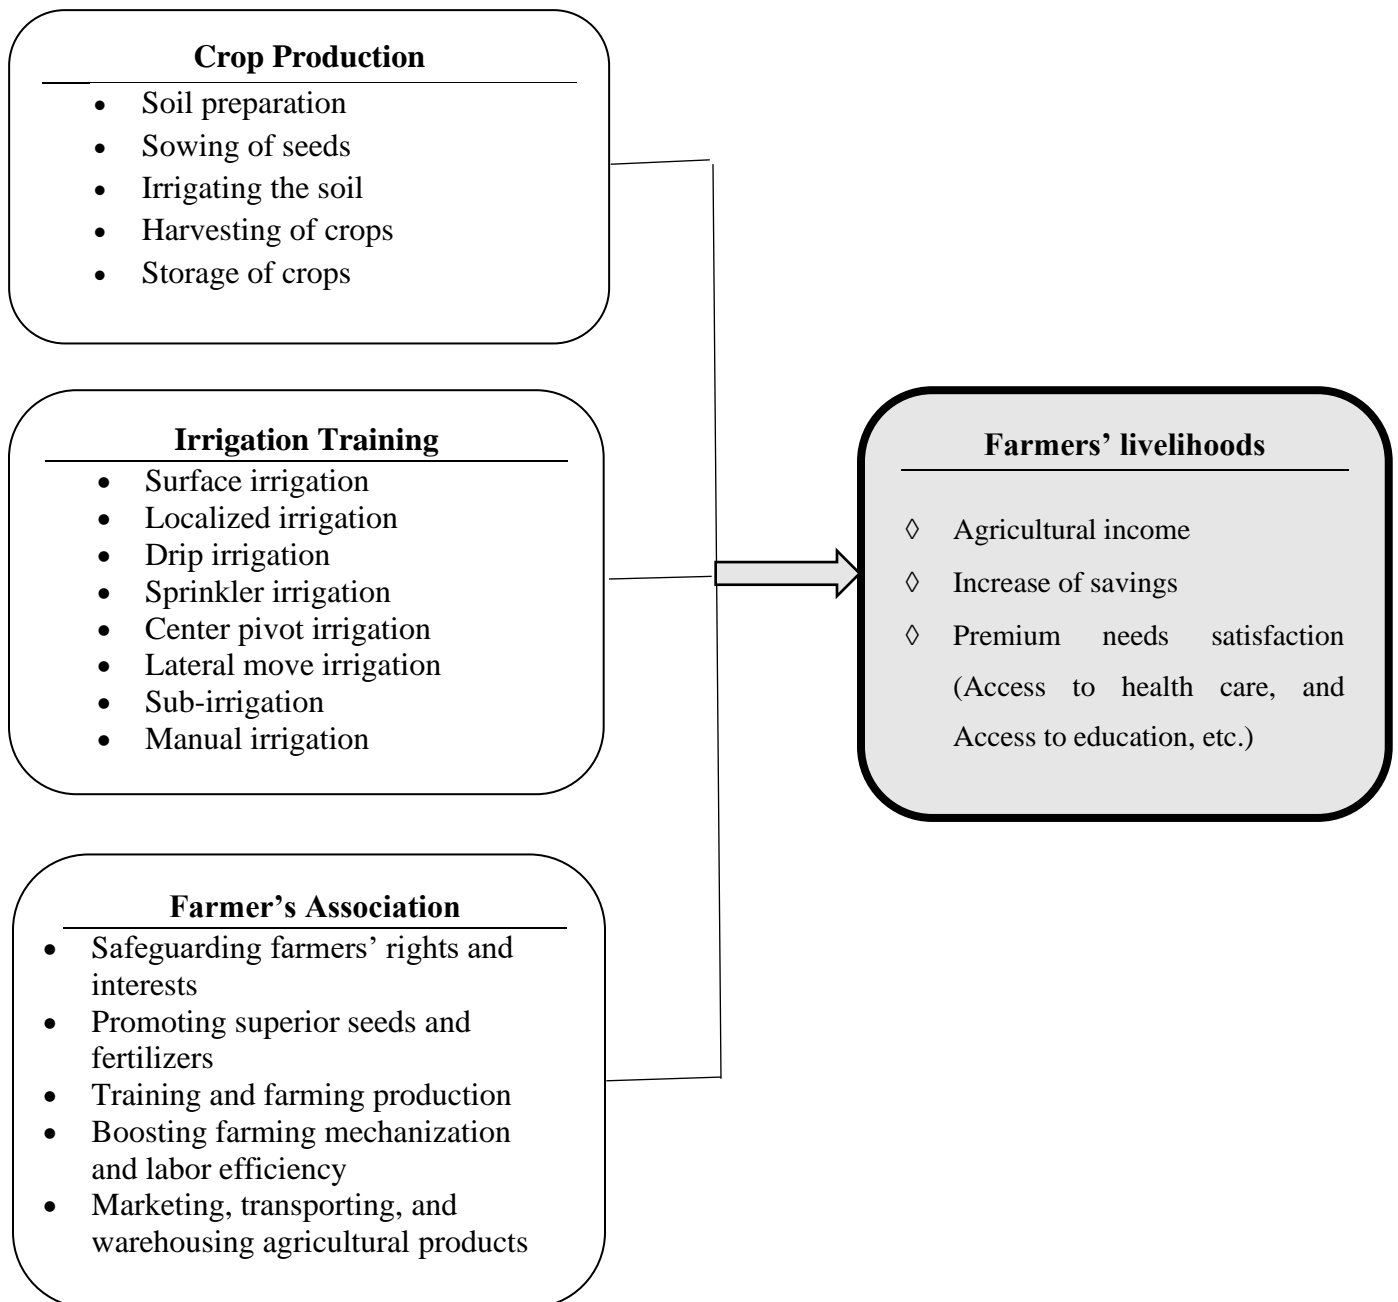 Crop Production
• Soil preparation
• Sowing of seeds
• Irrigating the soil
• Harvesting of crops
• Storage of crops
Irrigation Training
• Surface irrigation
• Localized irrigation
• Drip irrigation
• Sprinkler irrigation
• Center pivot irrigation
• Lateral move irrigation
• Sub-irrigation
• Manual irrigation
Farmer’s Association
• Safeguarding farmers’ rights and
interests
• Promoting superior seeds and
fertilizers
• Training and farming production
• Boosting farming mechanization
and labor efficiency
• Marketing, transporting, and
warehousing agricultural products
Farmers’ livelihoods
◊ Agricultural income
◊ Increase of savings
◊ Premium needs satisfaction
(Access to health care, and
Access to education, etc.)